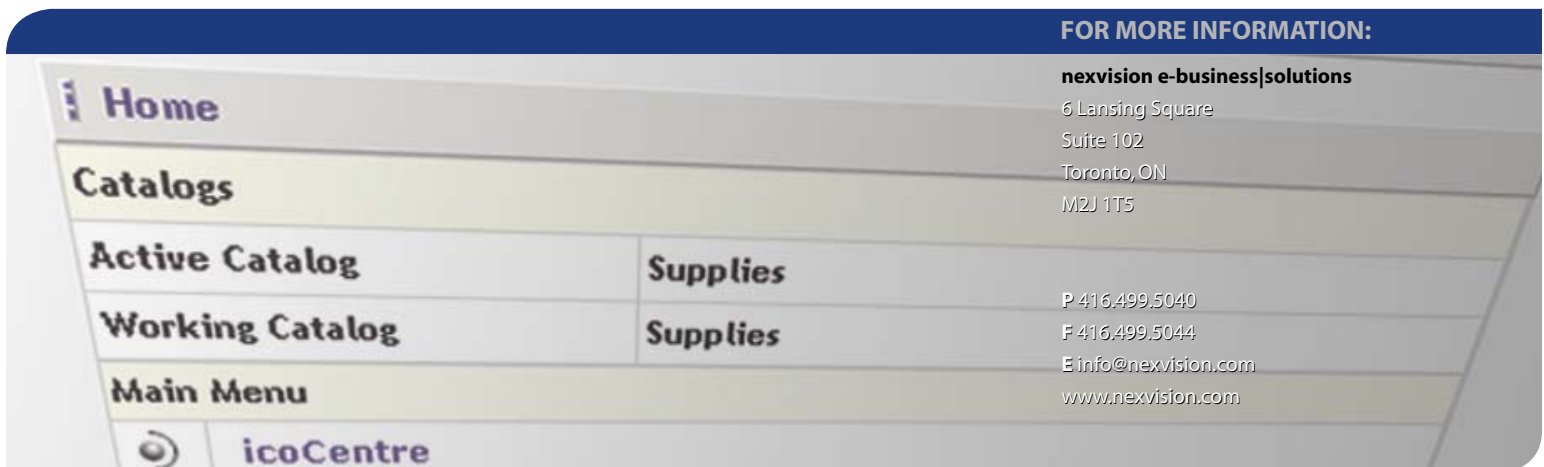 FOR MORE INFORMATION:
nexvision e-business|solutions
6 Lansing Square
Suite 102
Toronto, ON
M2J 1T5
P 416.499.5040
F 416.499.5044
E info@nexvision.com
www.nexvision.com
Home
Catalogs
Active Catalog Supplies
Working Catalog Supplies
Main Menu
icoCentre